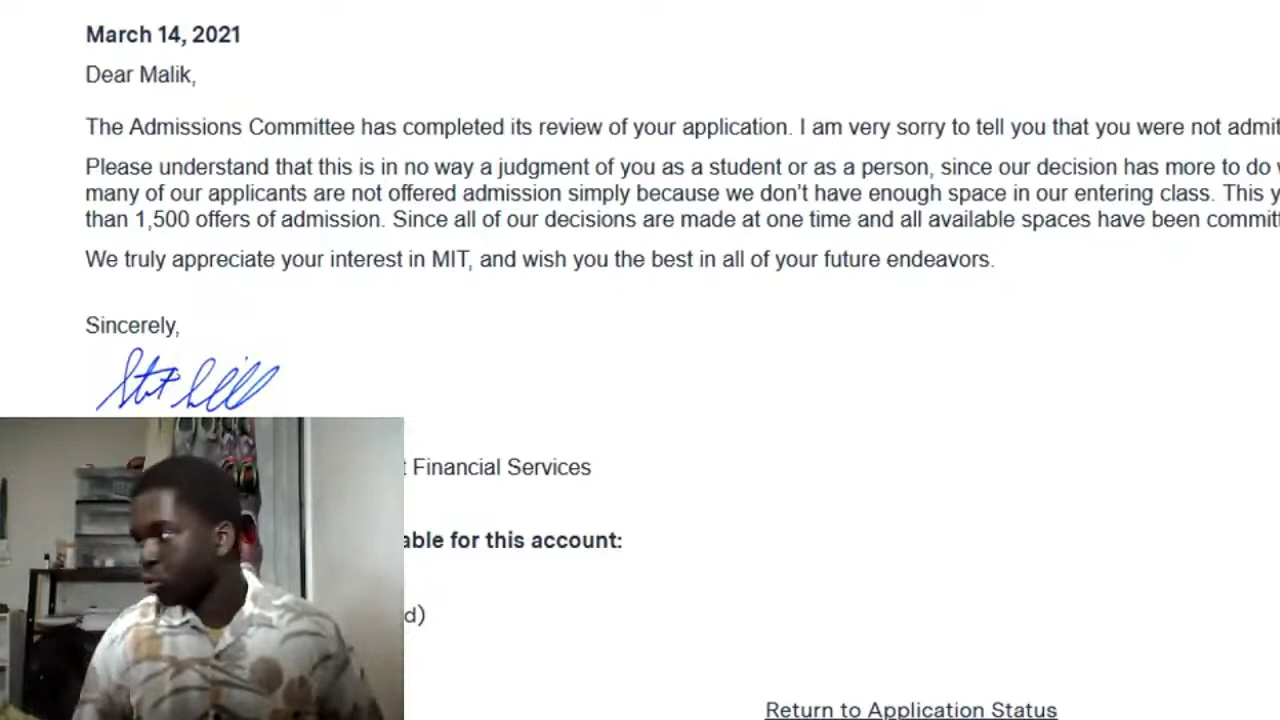 March 14, 2021
Dear Malik,
The Admissions Committee has completed its review of your application. I am very sorry to tell you that you were not admit
Please understand that this is in no way a judgment of you as a student or as a person, since our decision has more to do
many of our applicants are not offered admission simply because we don't have enough space in our entering class. This y
than 1,500 offers of admission. Since all of our decisions are made at one time and all available spaces have been committ
We truly appreciate your interest in MIT, and wish you the best in all of your future endeavors.
Sincerely,
Financial Services
able for this account:
d)
Return to Application Status